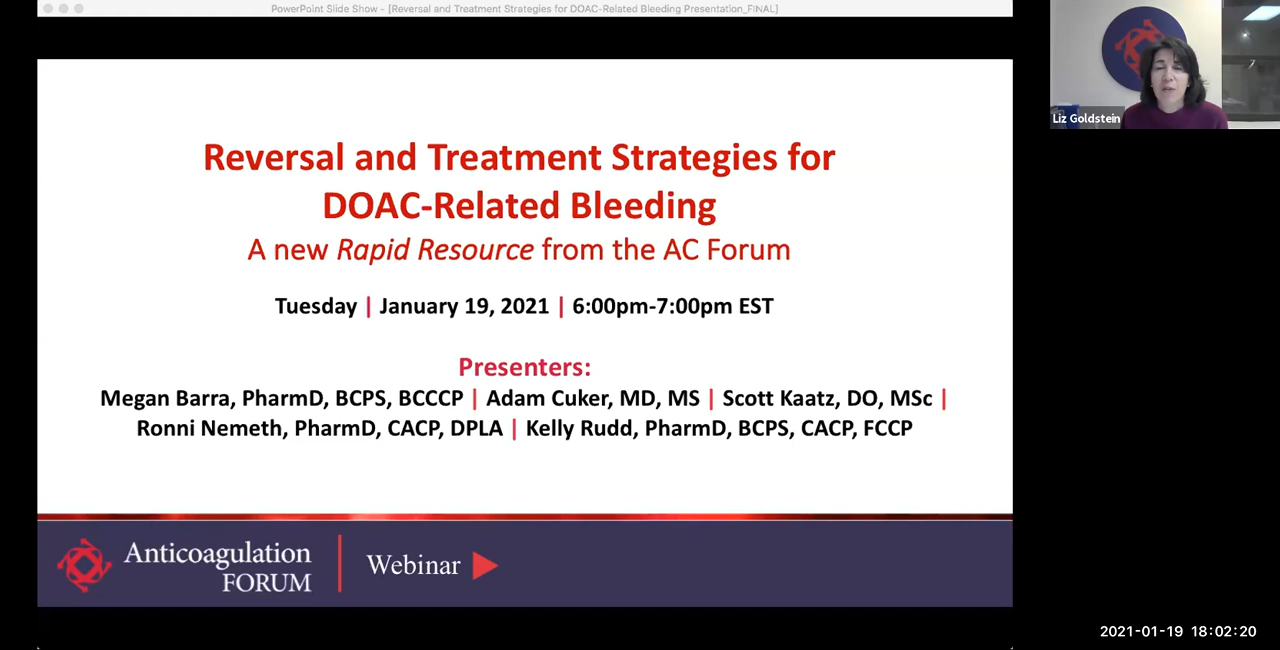 PowerPoint Slide Show - [Reversal and Treatment Strategies for DOAC-Related Bleeding Presentation_FINAL]
Liz Goldstein
Reversal and Treatment Strategies for
DOAC-Related Bleeding
A new Rapid Resource from the AC Forum
Tuesday | January 19, 2021 | 6:00pm-7:00pm EST
Presenters:
Megan Barra, PharmD, BCPS, BCCCP | Adam Cuker, MD, MS | Scott Kaatz, DO, MSc |
Ronni Nemeth, PharmD, CACP, DPLA | Kelly Rudd, PharmD, BCPS, CACP, FCCP
Anticoagulation
FORUM
Webinar
2021-01-19 18:02:20